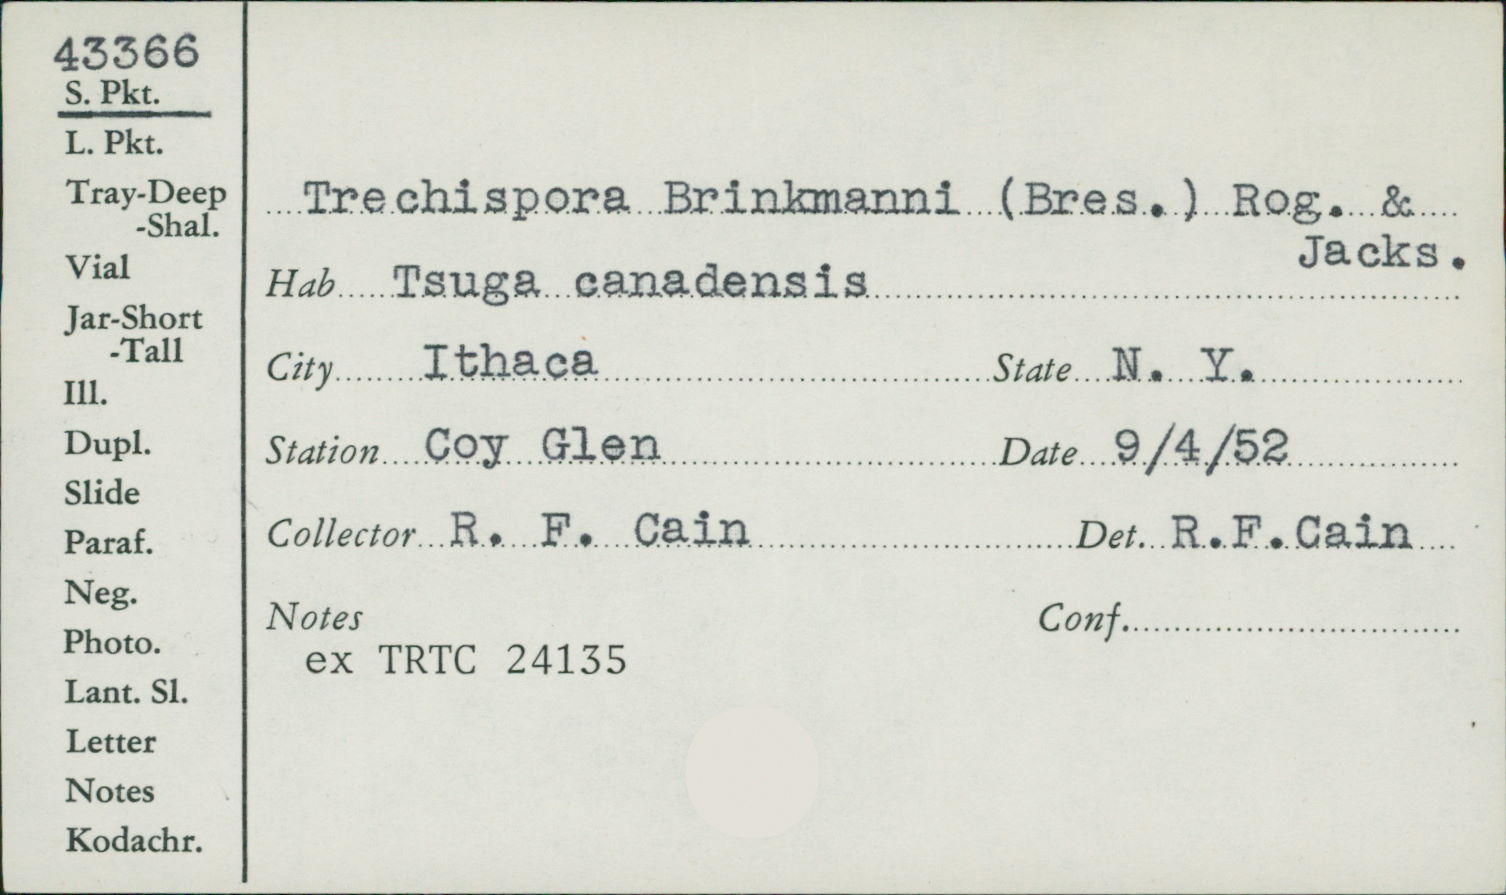 43366
S. Pkt.
L. Pkt.
Tray-Deep
-Shal.
Vial
Jar-Short
-Tall
Ill.
Dupl.
Slide
Paraf.
Neg.
Photo.
Lant. Sl.
Letter
Notes
Kodachr.
Trechispora Brinkmanni (Bres.) Rog. &
Jacks.
Hab Tsuga canadensis
City Ithaca State N. Y.
Station Coy Glen Date 9/4/52
Collector R. F. Cain Det. R.F.Cain
Notes Conf.
ex TRTC 24135